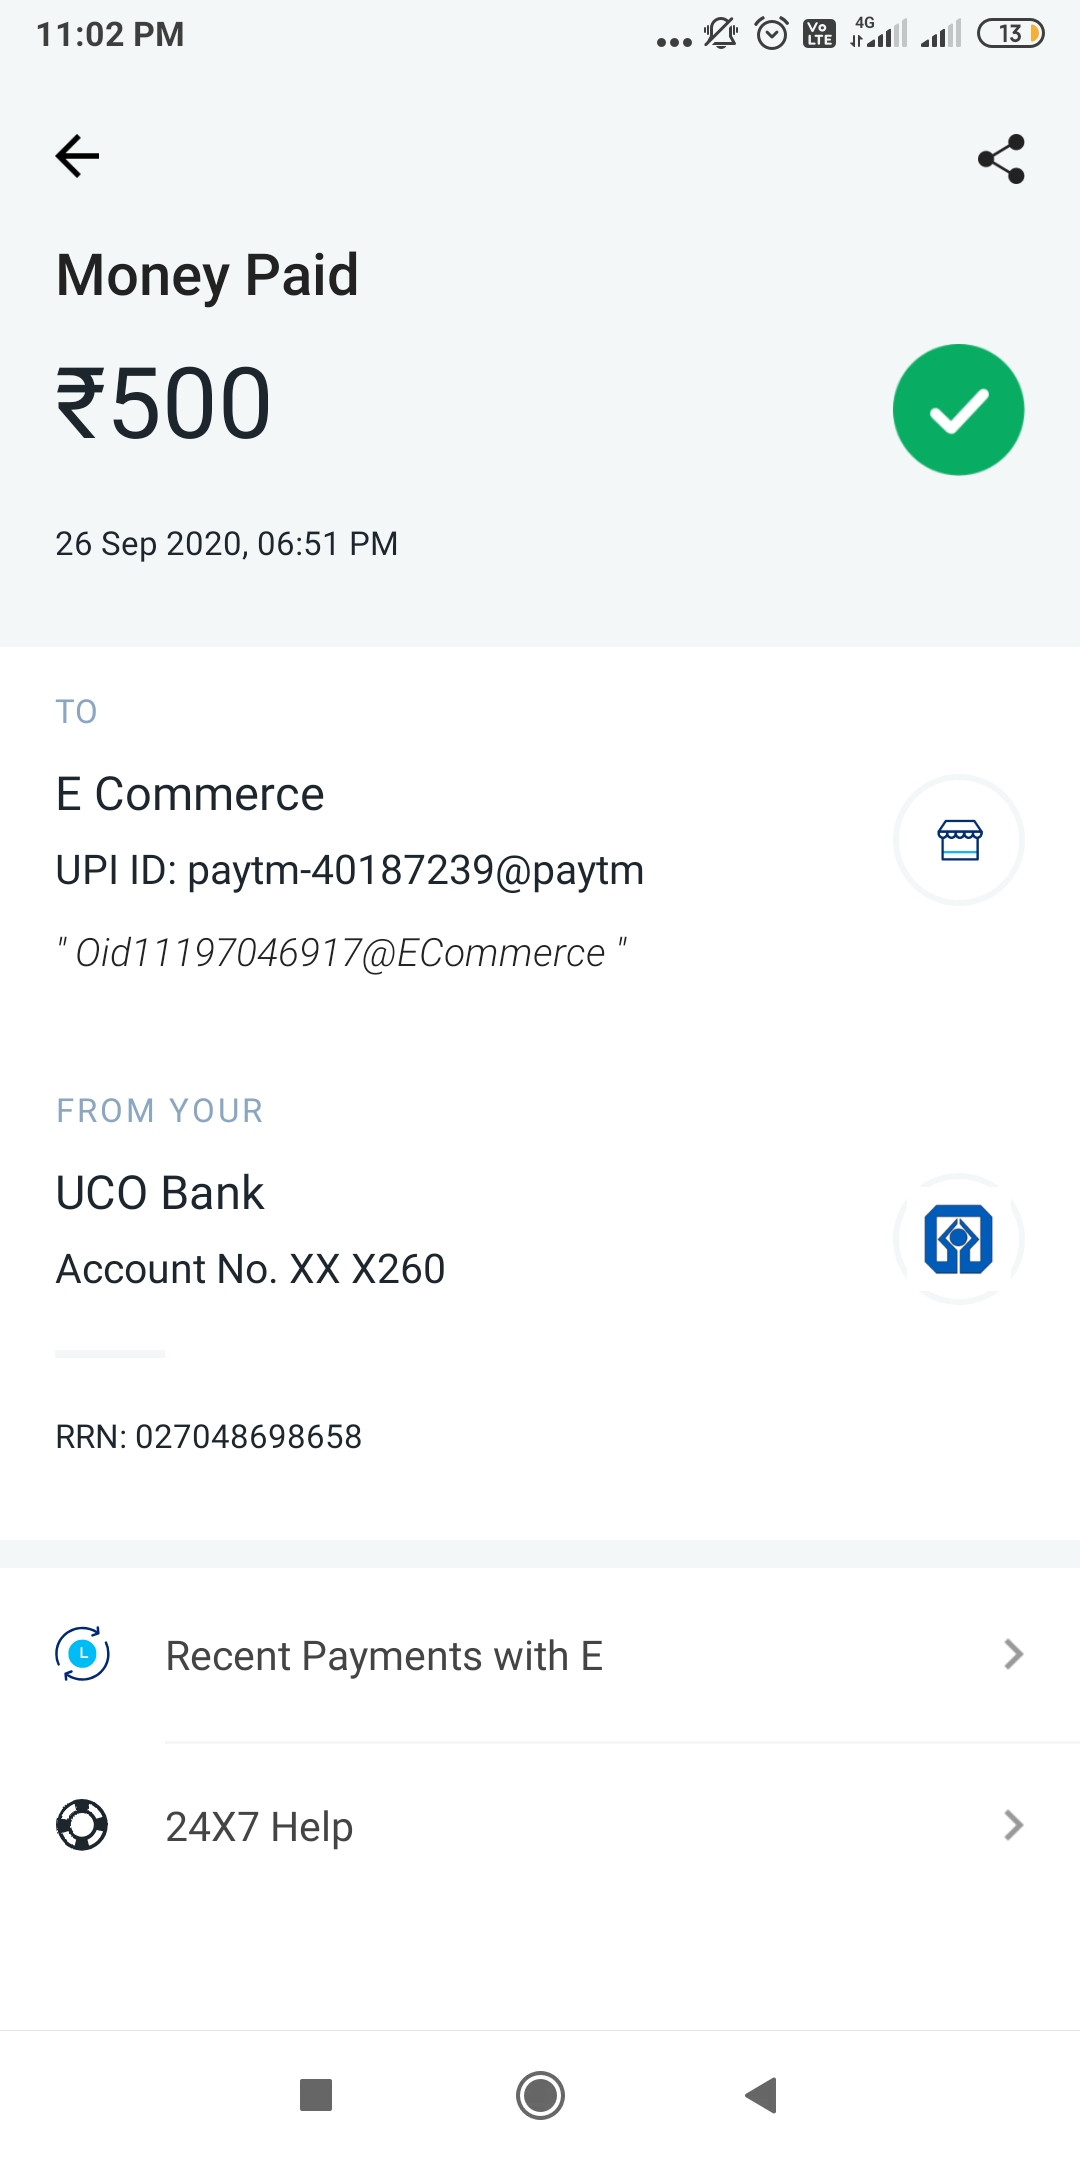 11:02 PM
Vo LTE 4G 13
Money Paid
₹500
26 Sep 2020, 06:51 PM
TO
E Commerce
UPI ID: paytm-40187239@paytm
" Oid11197046917@ECommerce "
FROM YOUR
UCO Bank
Account No. XX X260
RRN: 027048698658
Recent Payments with E
24X7 Help